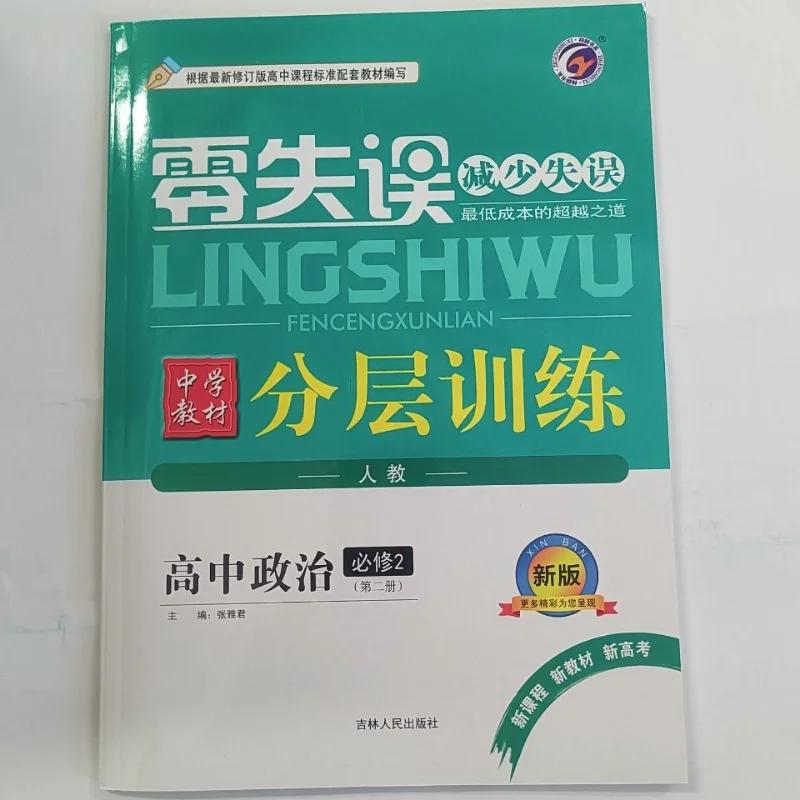 根据最新修订版高中课程标准配套教材编写
零失误
减少失误
最低成本的超越之道
LINGSHIWU
FENCENGXUNLIAN
中学
教材
分层训练
人教
高中政治
必修2
(第二册)
主 编:张雅君
XIN BAN
新版
更多精彩为您呈现
新课程 新教材 新高考
吉林人民出版社